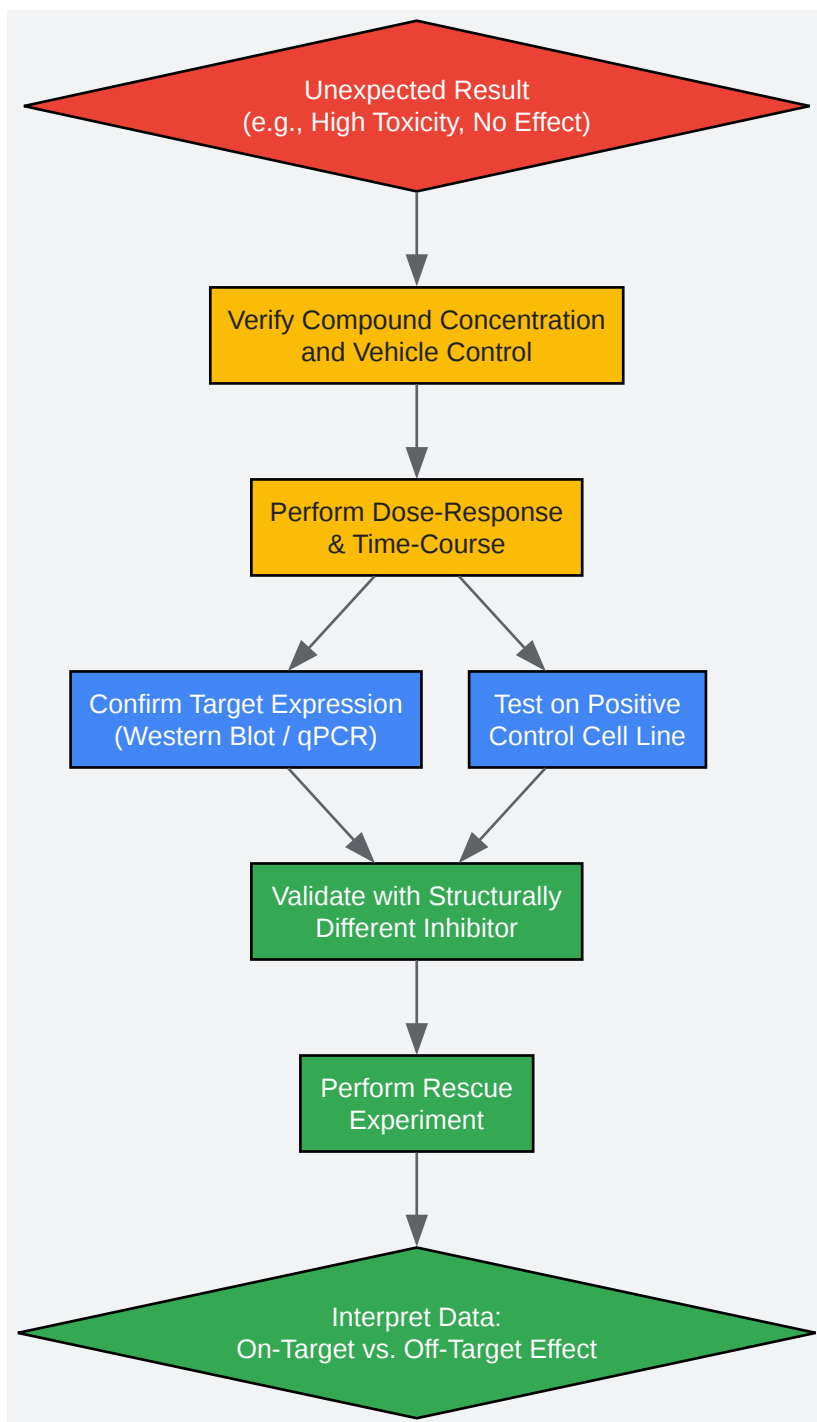 Unexpected Result
(e.g., High Toxicity, No Effect)
Verify Compound Concentration
and Vehicle Control
Perform Dose-Response
& Time-Course
Confirm Target Expression
(Western Blot / qPCR)
Test on Positive
Control Cell Line
Validate with Structurally
Different Inhibitor
Perform Rescue
Experiment
Interpret Data:
On-Target vs. Off-Target Effect